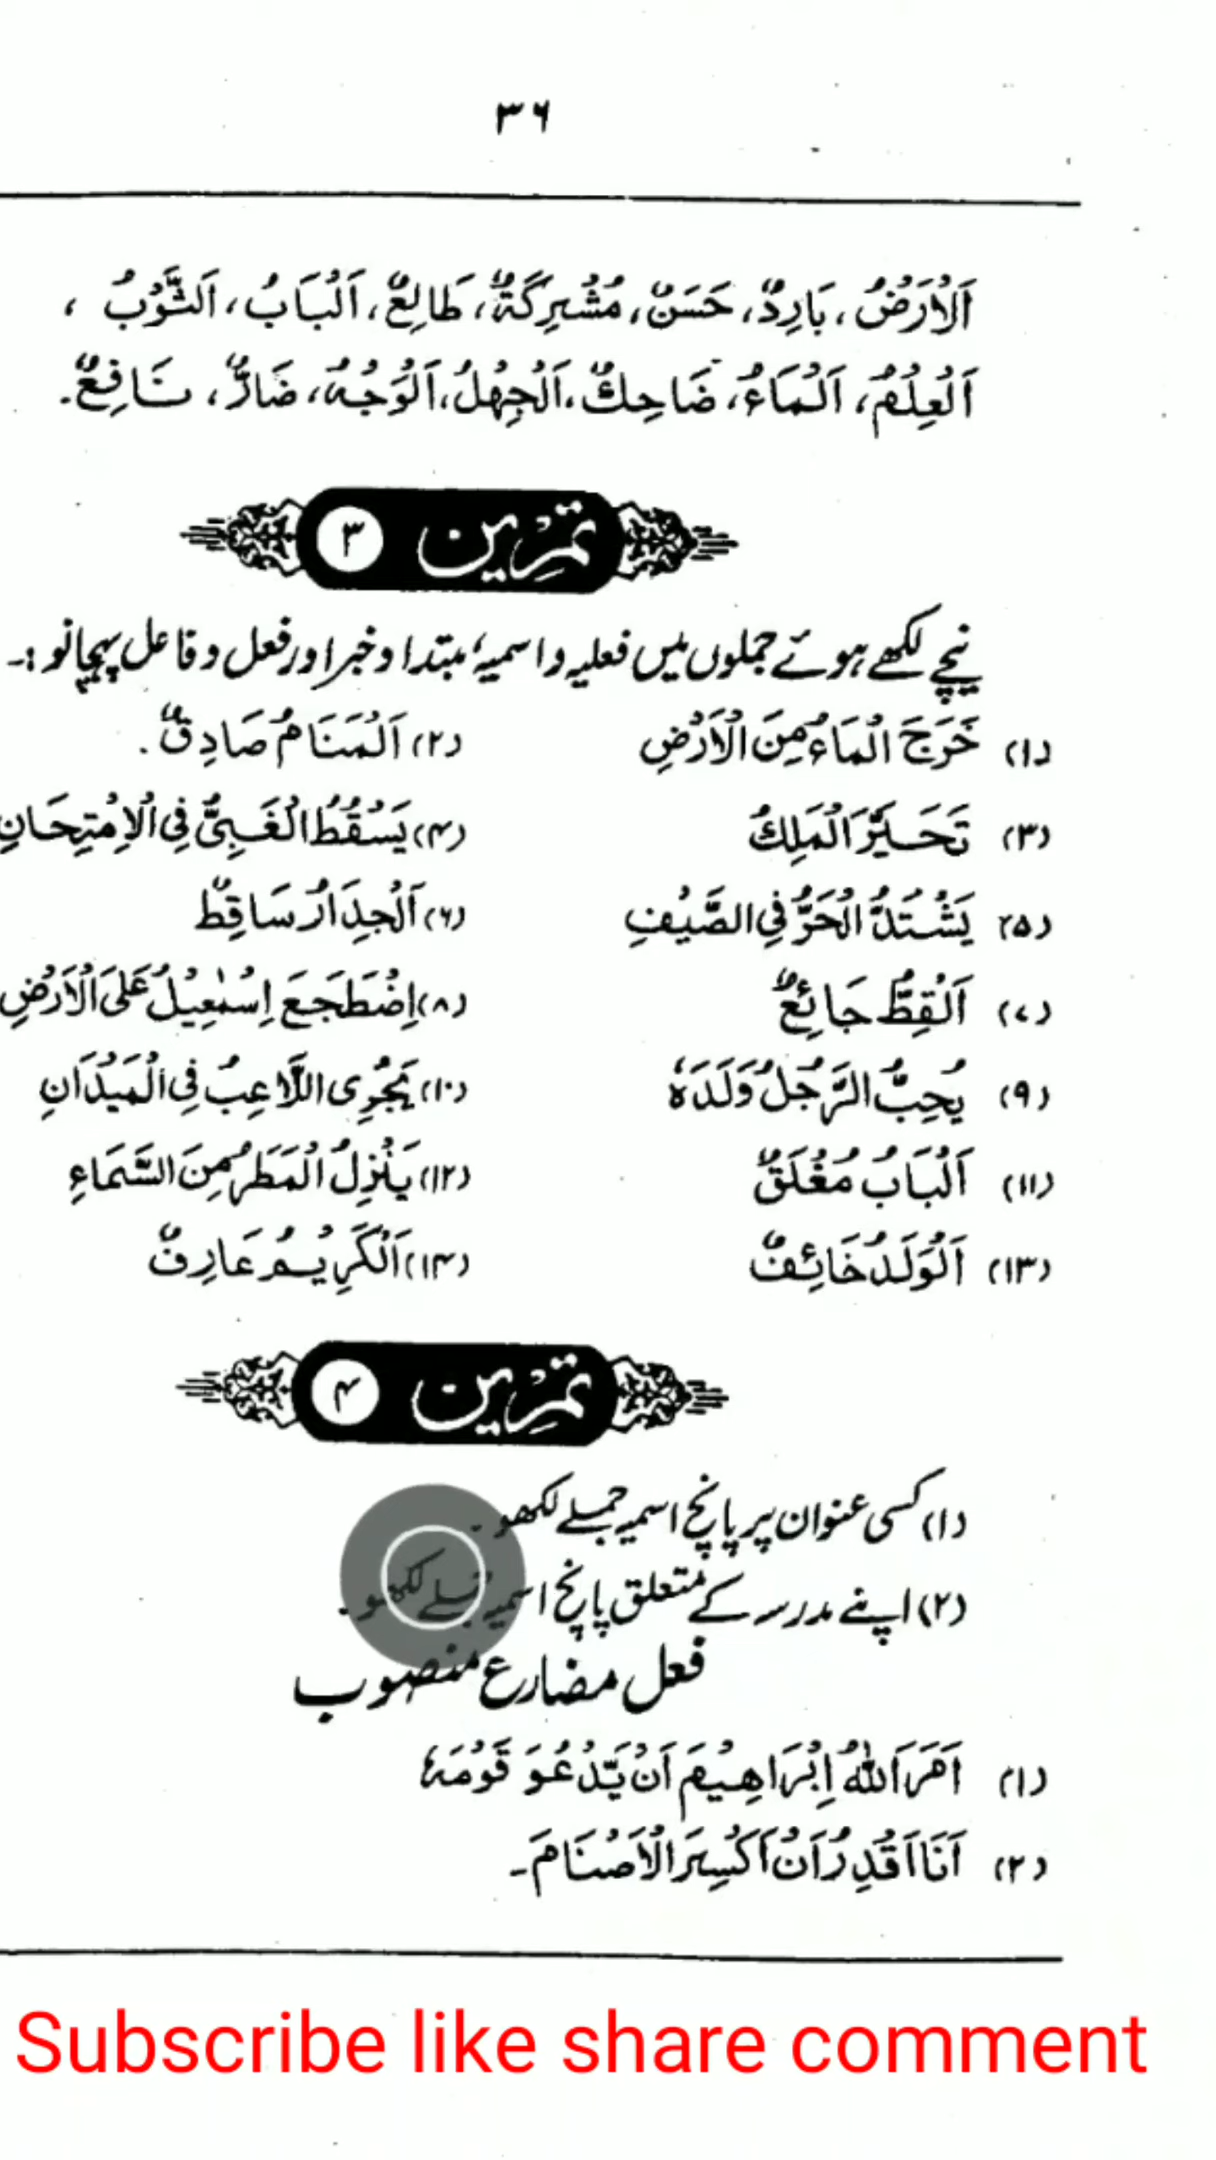 ۳۶
اَلْاَرْضُ، بَارِدٌ، حَسَنٌ، مُشْرِكَةٌ، طَالِعٌ، اَلْبَابُ، اَلثَّوْبُ،
اَلْعِلْمُ، اَلْمَاءُ، ضَاحِكٌ، اَلْجِهْلُ، اَلْوَجْهُ، ضَارٌّ، نَافِعٌ.
تمرین ۳
نیچے لکھے ہوئے جملوں میں فعلیہ و اسمیہ، مبتدا و خبر اور فعل و فاعل پہچانو:-
(۱) خَرَجَ الْمَاءُ مِنَ الْاَرْضِ (۲) اَلْمَنَامُ صَادِقٌ.
(۳) تَحَيَّرَ الْمَلِكُ (۴) يَسْقُطُ الْغَبِىُّ فِى الْاِمْتِحَانِ
(۲۵ يَشْتَدُّ الْحَرُّ فِى الصَّيْفِ (۶) اَلْجِدَارُ سَاقِطٌ
(۷) اَلْقِطُّ جَائِعٌ (۸) اِضْطَجَعَ اِسْمٰعِيْلُ عَلَى الْاَرْضِ
(۹) يُحِبُّ الرَّجُلُ وَلَدَهٗ (۱۰) يَجْرِى اللَّاعِبُ فِى الْمَيْدَانِ
(۱۱) اَلْبَابُ مُغْلَقٌ (۱۲) يَنْزِلُ الْمَطَرُ مِنَ السَّمَاءِ
(۱۳) اَلْوَلَدُ خَائِفٌ (۱۴) اَلْكَرِيْمُ عَارِفٌ
تمرین ۴
(۱) کسی عنوان پر پانچ اسمیہ جملے لکھو۔
(۲) اپنے مدرسہ کے متعلق پانچ اسمیہ جملے لکھو۔
فعل مضارع منصوب
(۱) اَمَرَ اَللّٰهُ اِبْرَاهِيْمَ اَنْ يَّدْعُوَ قَوْمَهٗ
(۲) اَنَا اَقْدِرُ اَنْ اَكْسِرَ الْاَصْنَامَ۔
Subscribe like share comment